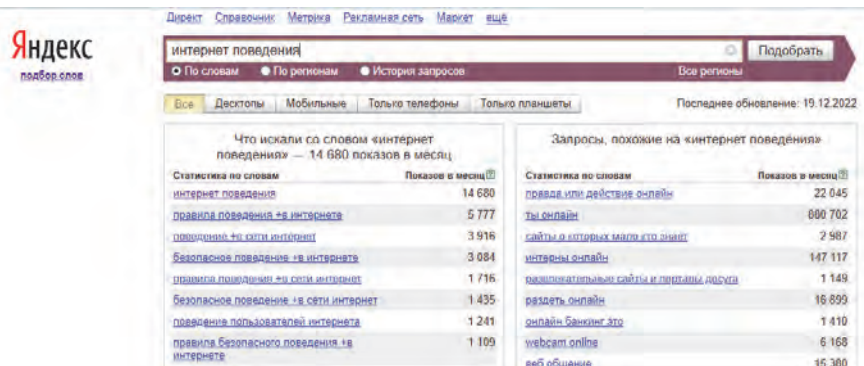 Директ Справочник Метрика Рекламная сеть Маркет ещё
Яндекс
подбор слов
интернет поведения
Подобрать
По словам По регионам История запросов Все регионы
Все Десктопы Мобильные Только телефоны Только планшеты Последнее обновление: 19.12.2022
Что искали со словом «интернет
поведения» — 14 680 показов в месяц
Статистика по словам Показов в месяц
интернет поведения 14 680
правила поведения +в интернете 5 777
поведение +в сети интернет 3 916
безопасное поведение +в интернете 3 084
правила поведения +в сети интернет 1 716
безопасное поведение +в сети интернет 1 435
поведение пользователей интернета 1 241
правила безопасного поведения +в 1 109
интернете
Запросы, похожие на «интернет поведения»
Статистика по словам Показов в месяц
правда или действие онлайн 22 045
ты онлайн 702
сайты о которых мало кто знает 2 987
интерны онлайн 147 117
развлекательные сайты и порталы досуга 1 149
раздеть онлайн 16 899
онлайн банкинг это 1 410
webcam online 6 168
веб общение 15 380